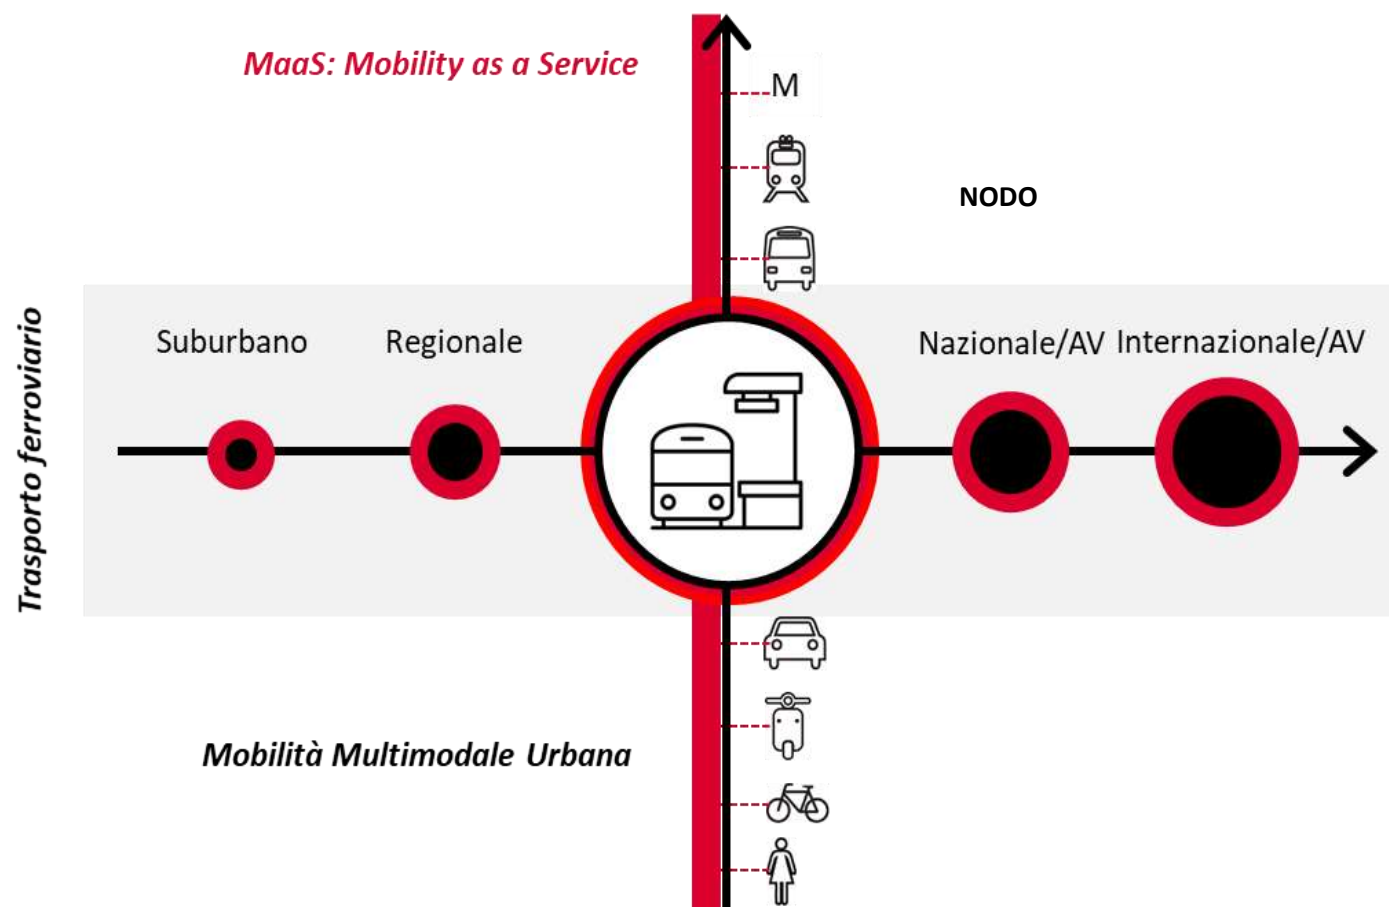 MaaS: Mobility as a Service
M
NODO
Trasporto ferroviario
Suburbano
Regionale
Nazionale/AV
Internazionale/AV
Mobilità Multimodale Urbana